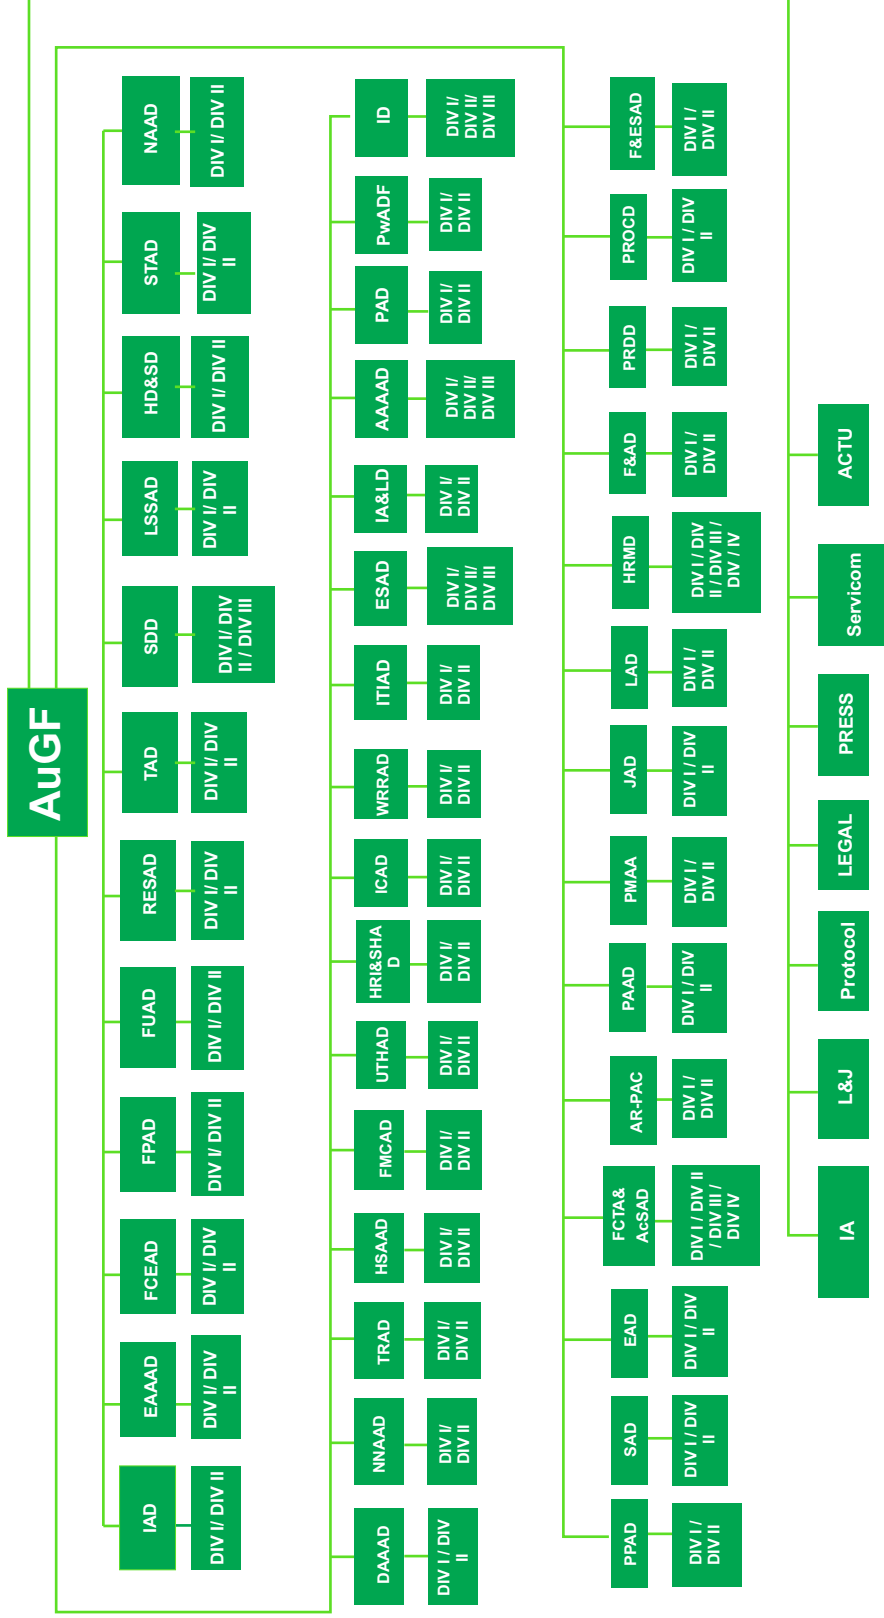 AuGF
IAD
DIV I/ DIV II
EAAAD
DIV I/ DIV
II
FCEAD
DIV I/ DIV
II
FPAD
DIV I/ DIV II
FUAD
DIV I/ DIV II
RESAD
DIV I/ DIV
II
TAD
DIV I/ DIV
II
SDD
DIV I/ DIV
II / DIV III
LSSAD
DIV I/ DIV
II
HD&SD
DIV I/ DIV II
STAD
DIV I/ DIV
II
NAAD
DIV I/ DIV II
DAAAD
DIV I / DIV
II
NNAAD
DIV I/
DIV II
TRAD
DIV I/
DIV II
HSAAD
DIV I/
DIV II
FMCAD
DIV I/
DIV II
UTHAD
DIV I/
DIV II
HRI&SHA
D
DIV I/
DIV II
ICAD
DIV I/
DIV II
WRRAD
DIV I/
DIV II
ITIAD
DIV I/
DIV II
ESAD
DIV I/
DIV II/
DIV III
IA&LD
DIV I/
DIV II
AAAAD
DIV I/
DIV II/
DIV III
PAD
DIV I/
DIV II
PwADF
DIV I/
DIV II
ID
DIV I/
DIV II/
DIV III
PPAD
DIV I /
DIV II
SAD
DIV I / DIV
II
EAD
DIV I / DIV
II
FCTA&
AcSAD
DIV I / DIV II
/ DIV III /
DIV IV
AR-PAC
DIV I /
DIV II
PAAD
DIV I / DIV
II
PMAA
DIV I /
DIV II
JAD
DIV I / DIV
II
LAD
DIV I /
DIV II
HRMD
DIV I / DIV
II / DIV III /
DIV / IV
F&AD
DIV I /
DIV II
PRDD
DIV I /
DIV II
PROCD
DIV I / DIV
II
F&ESAD
DIV I /
DIV II
IA
L&J
Protocol
LEGAL
PRESS
Servicom
ACTU